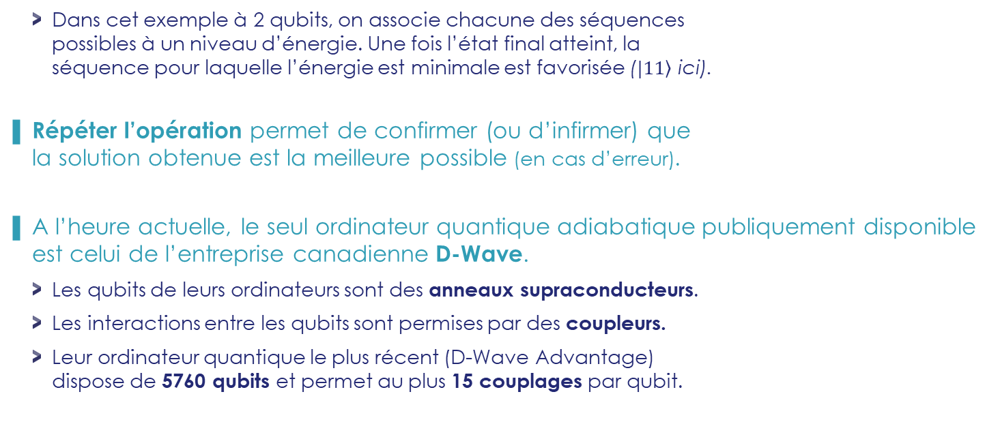 > Dans cet exemple à 2 qubits, on associe chacune des séquences
possibles à un niveau d’énergie. Une fois l’état final atteint, la
séquence pour laquelle l’énergie est minimale est favorisée (|11⟩ ici).
Répéter l’opération permet de confirmer (ou d’infirmer) que
la solution obtenue est la meilleure possible (en cas d’erreur).
A l’heure actuelle, le seul ordinateur quantique adiabatique publiquement disponible
est celui de l’entreprise canadienne D-Wave.
> Les qubits de leurs ordinateurs sont des anneaux supraconducteurs.
> Les interactions entre les qubits sont permises par des coupleurs.
> Leur ordinateur quantique le plus récent (D-Wave Advantage)
dispose de 5760 qubits et permet au plus 15 couplages par qubit.